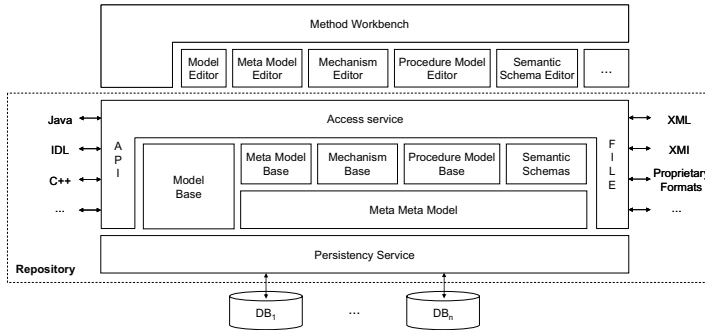 Method Workbench
Model
Editor
Meta Model
Editor
Mechanism
Editor
Procedure Model
Editor
Semantic
Schema Editor
...
Java
IDL
C++
...
Access service
API
FILE
Model
Base
Meta Model
Base
Mechanism
Base
Procedure Model
Base
Semantic
Schemas
Meta Meta Model
XML
XMI
Proprietary
Formats
...
Persistency Service
Repository
DB1
...
DBn